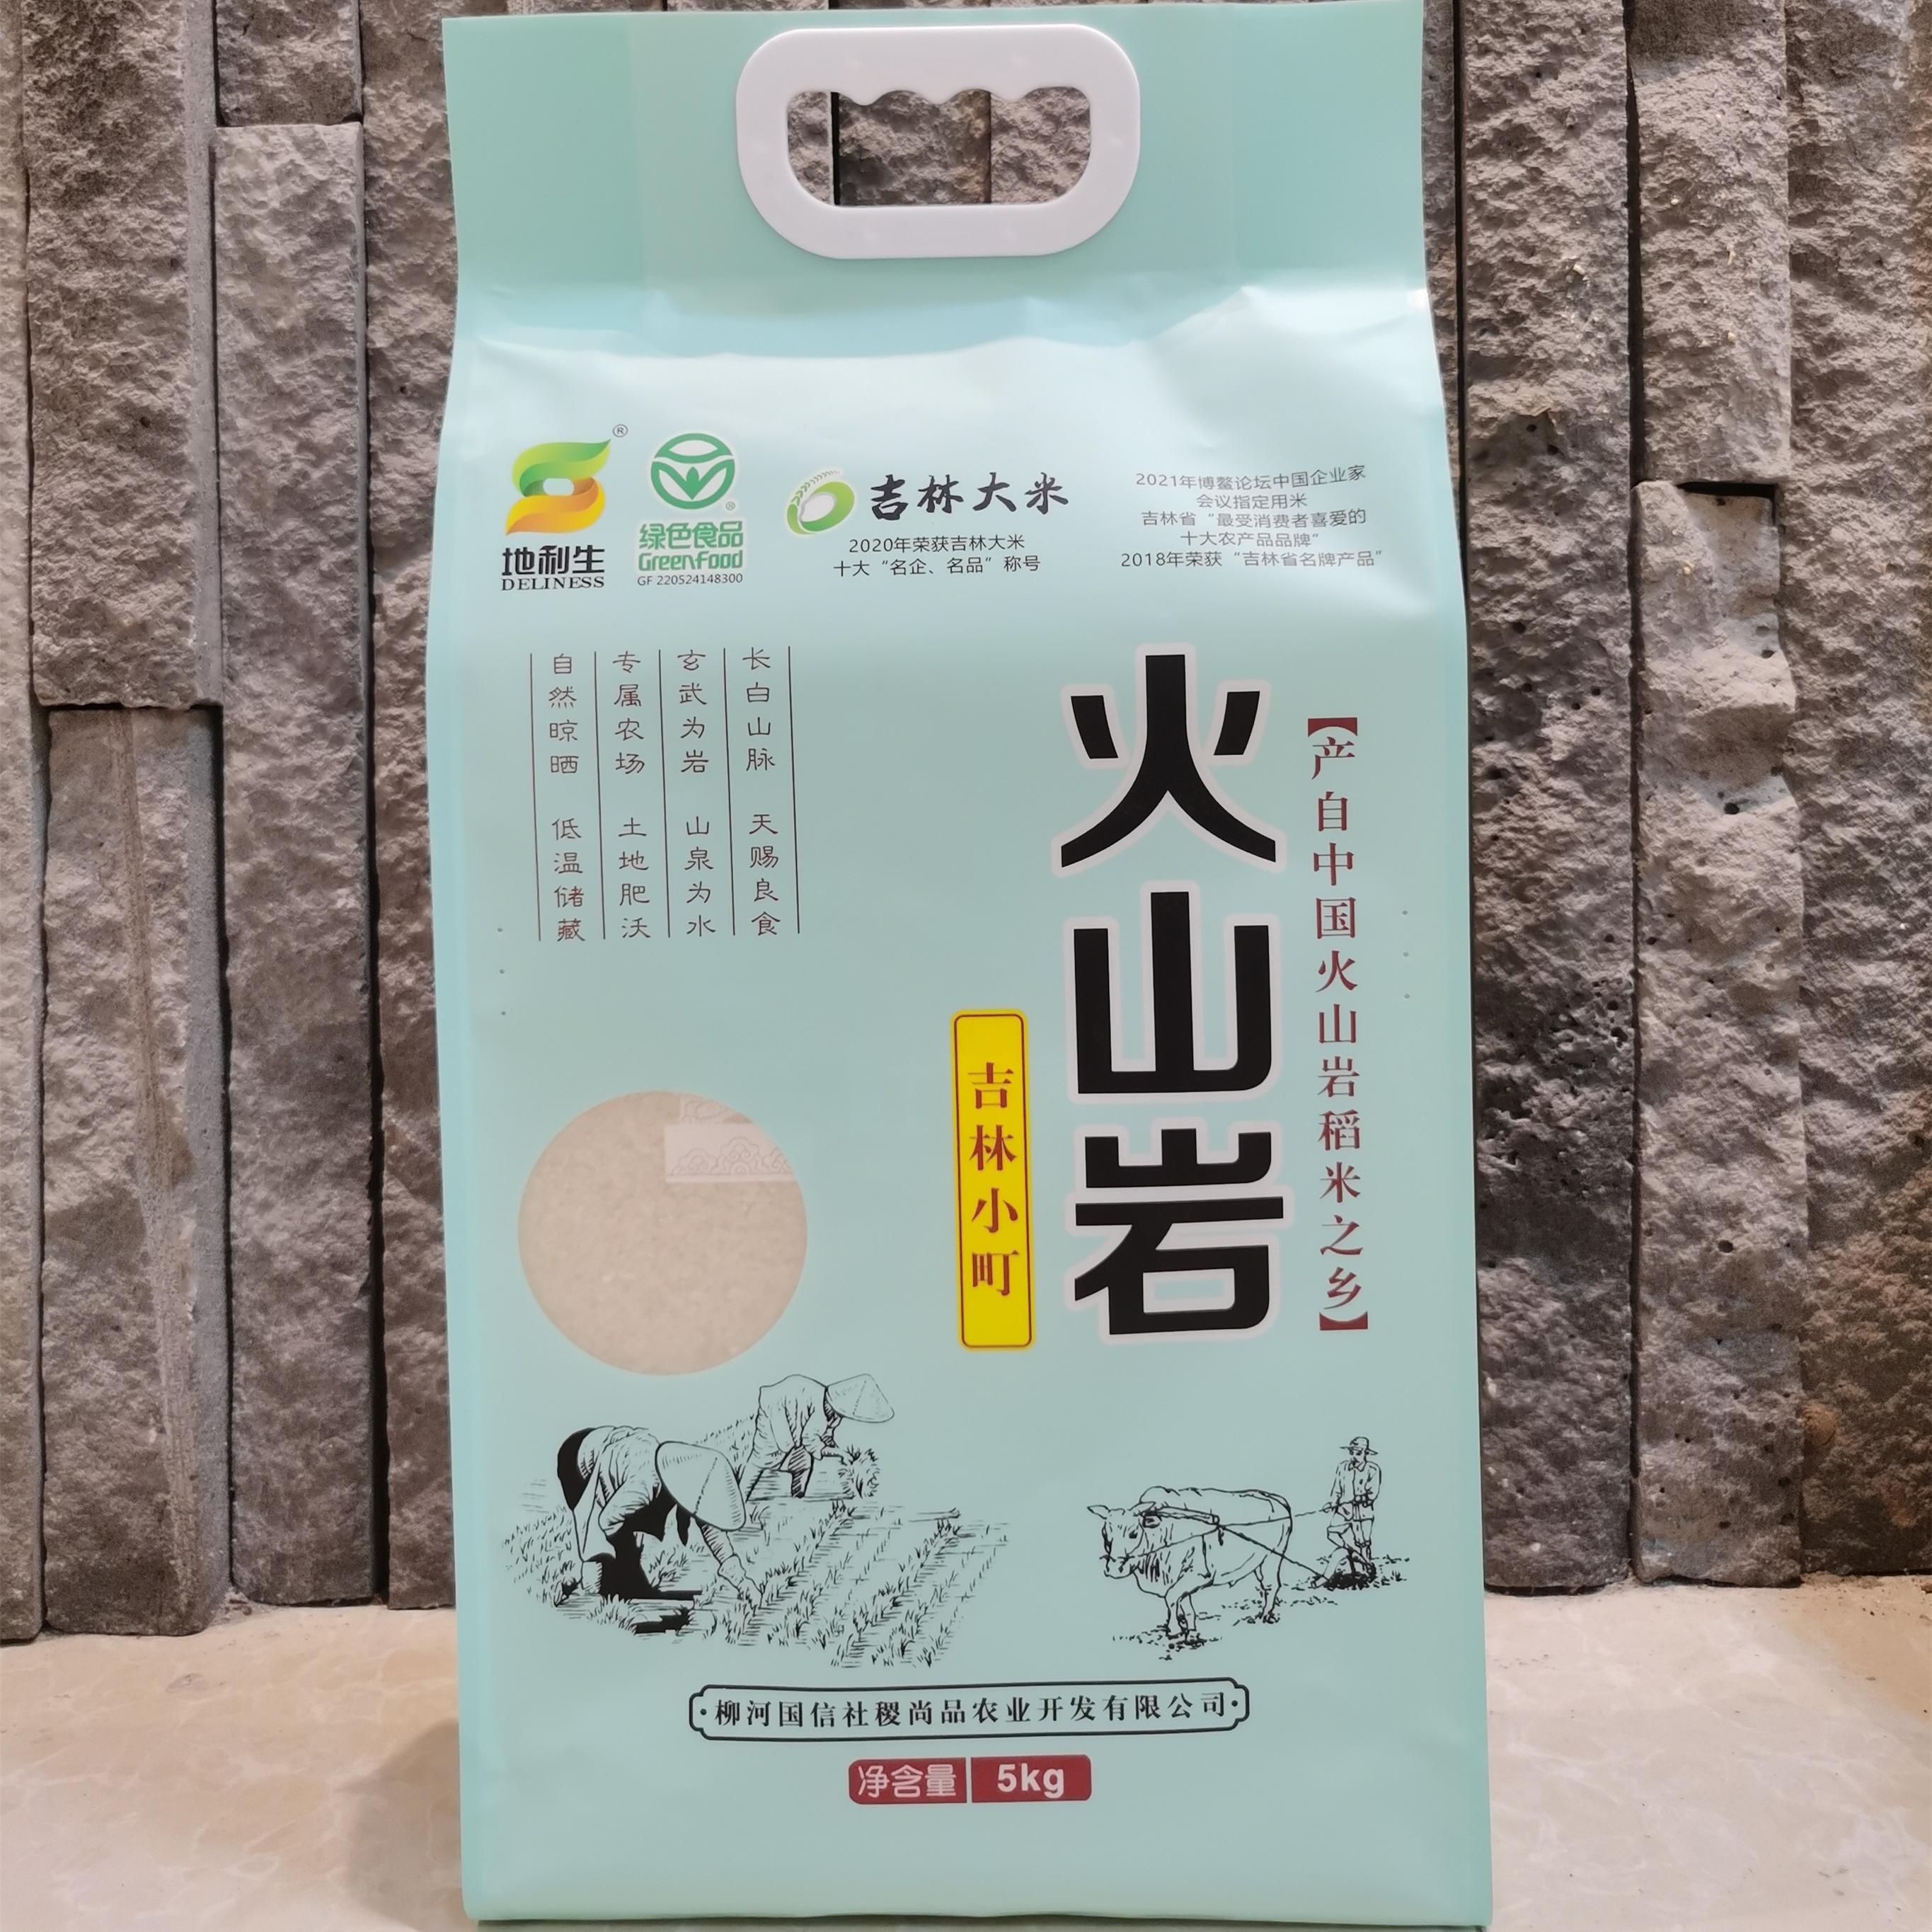 地利生
DELINESS
®
绿色食品
GreenFood
®
GF 220524148300
吉林大米
2020年荣获吉林大米
十大“名企、名品”称号
2021年博鳌论坛中国企业家
会议指定用米
吉林省“最受消费者喜爱的
十大农产品品牌”
2018年荣获“吉林省名牌产品”
长白山脉 天赐良食
玄武为岩 山泉为水
专属农场 土地肥沃
自然晾晒 低温储藏
【产自中国火山岩稻米之乡】
火山岩
吉林小町
·柳河国信社稷尚品农业开发有限公司·
净含量 5kg